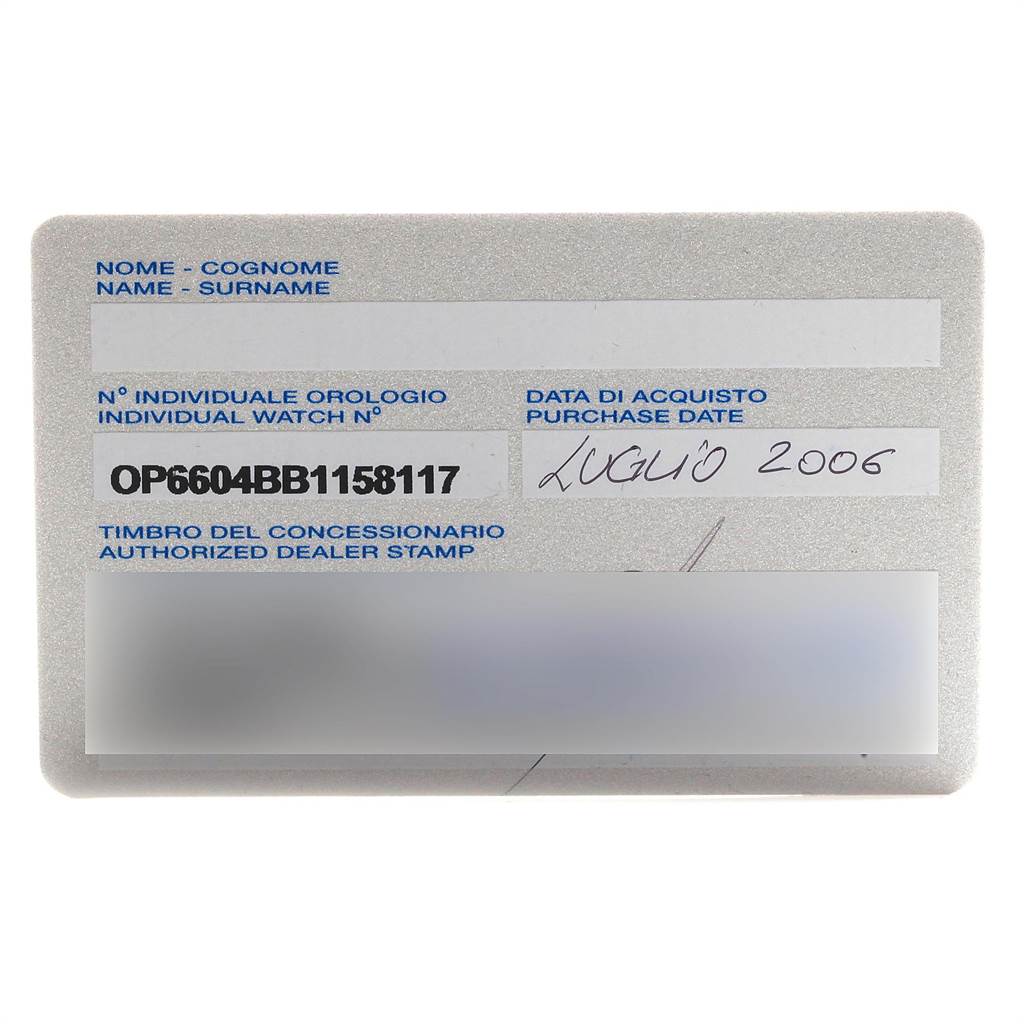 NOME - COGNOME
NAME - SURNAME
N° INDIVIDUALE OROLOGIO
INDIVIDUAL WATCH N°
OP6604BB1158117
DATA DI ACQUISTO
PURCHASE DATE
LUGLIO 2006
TIMBRO DEL CONCESSIONARIO
AUTHORIZED DEALER STAMP